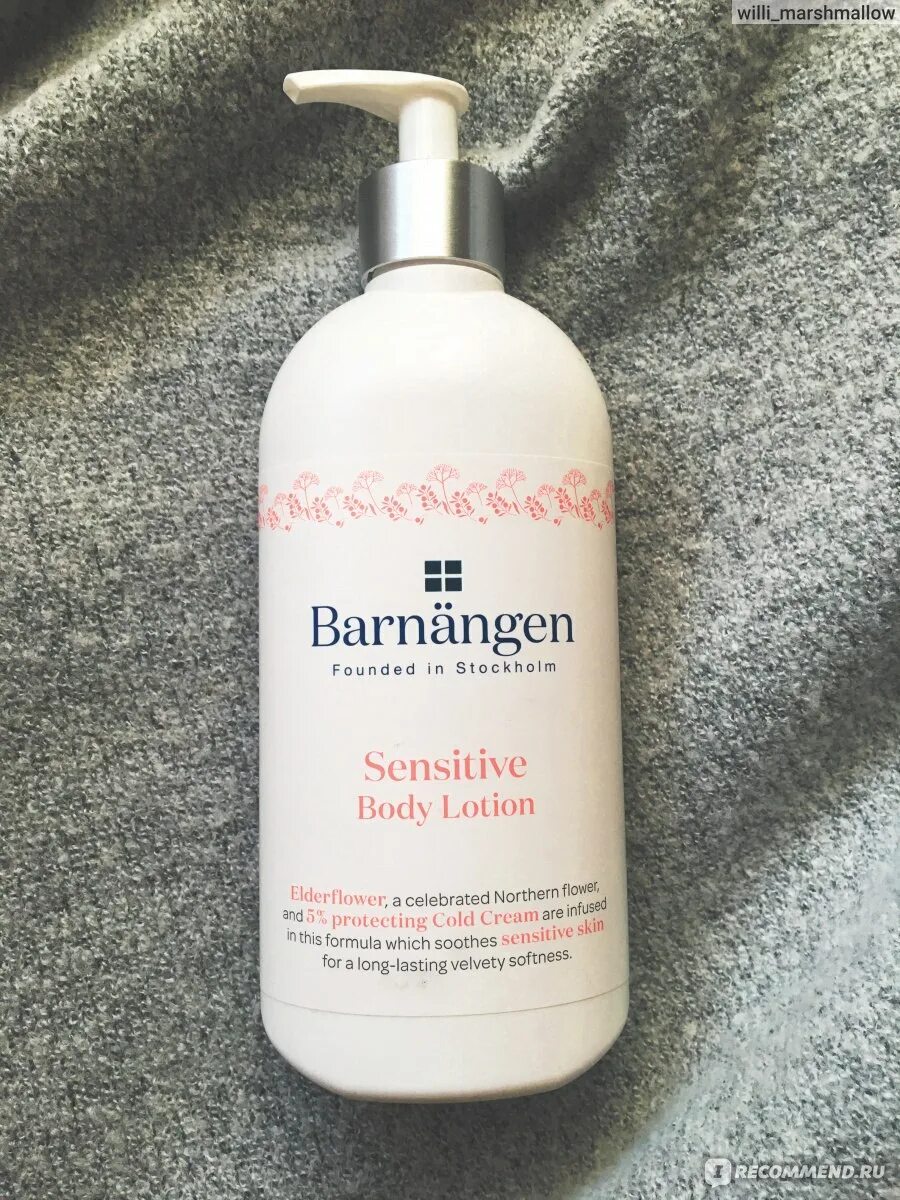 willi_marshmallow
Barnängen
Founded in Stockholm
Sensitive
Body Lotion
Elderflower, a celebrated Northern flower,
and 5% protecting Cold Cream are infused
in this formula which soothes sensitive skin
for a long-lasting velvety softness.
RECOMMEND.RU